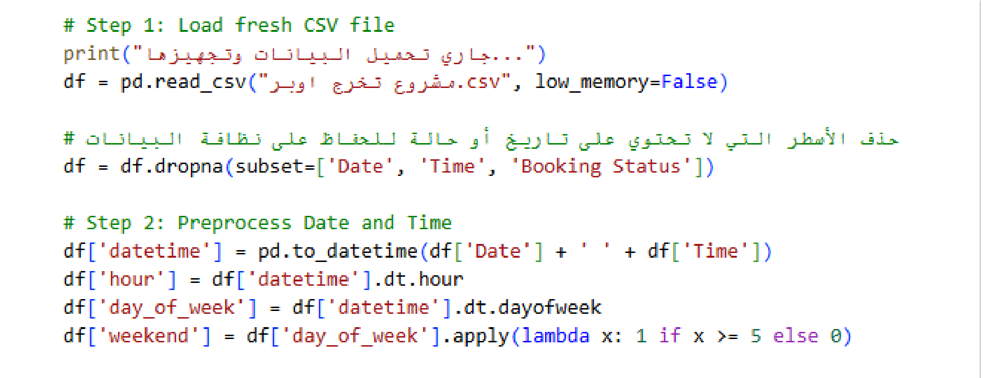 # Step 1: Load fresh CSV file
print("جاري تحميل البيانات وتجهيزها...")
df = pd.read_csv("مشروع تخرج اوبر.csv", low_memory=False)
# حذف الأسطر التي لا تحتوي على تاريخ أو حالة للحفاظ على نظافة البيانات
df = df.dropna(subset=['Date', 'Time', 'Booking Status'])
# Step 2: Preprocess Date and Time
df['datetime'] = pd.to_datetime(df['Date'] + ' ' + df['Time'])
df['hour'] = df['datetime'].dt.hour
df['day_of_week'] = df['datetime'].dt.dayofweek
df['weekend'] = df['day_of_week'].apply(lambda x: 1 if x >= 5 else 0)